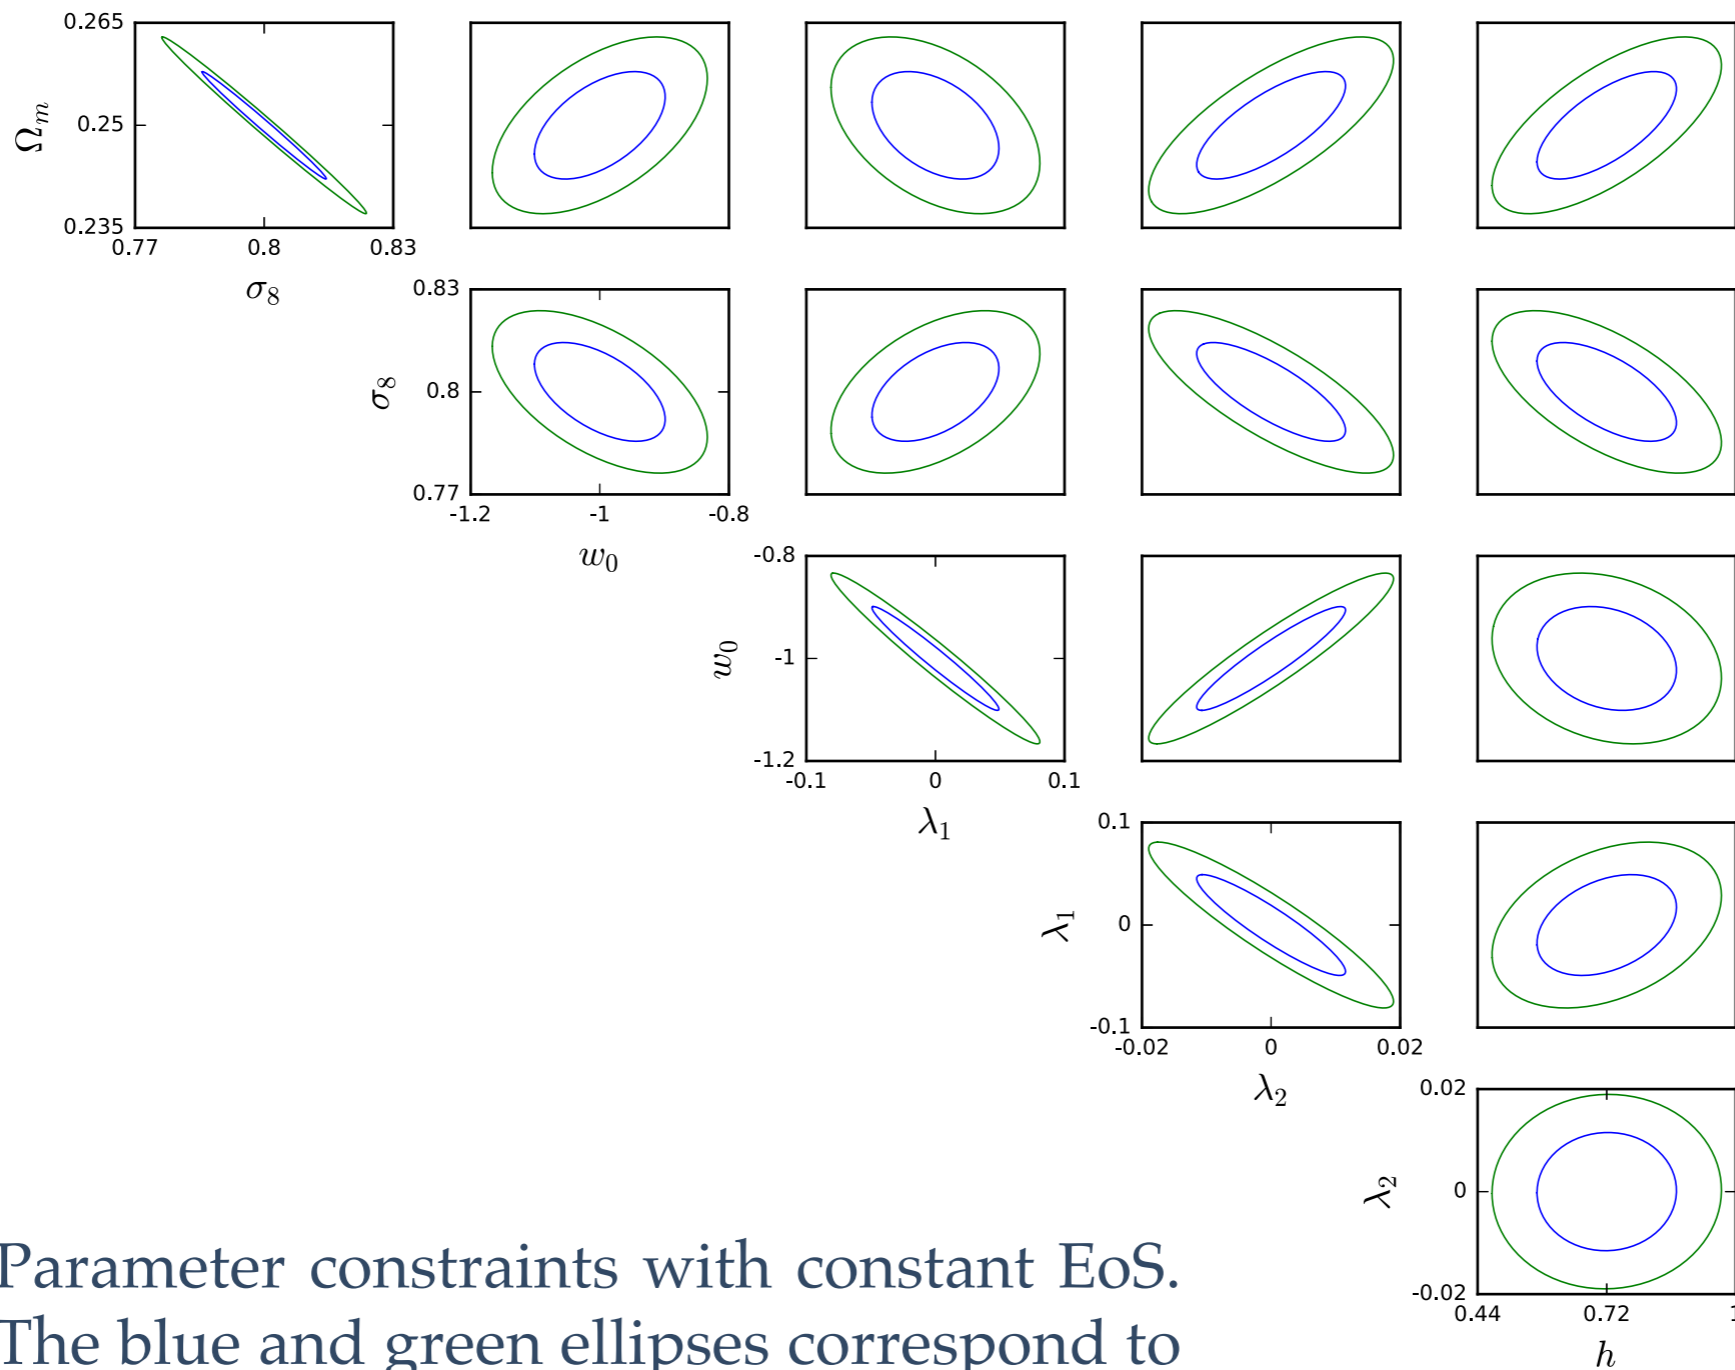 0.265
Ω_m
0.25
0.235
0.77 0.8 0.83
σ_8
0.83
σ_8
0.8
0.77
-1.2 -1 -0.8
w_0
-0.8
w_0
-1
-1.2
-0.1 0 0.1
λ_1
0.1
λ_1
0
-0.1
-0.02 0 0.02
λ_2
0.02
λ_2
0
-0.02
0.44 0.72 1
h
Parameter constraints with constant EoS.
The blue and green ellipses correspond to